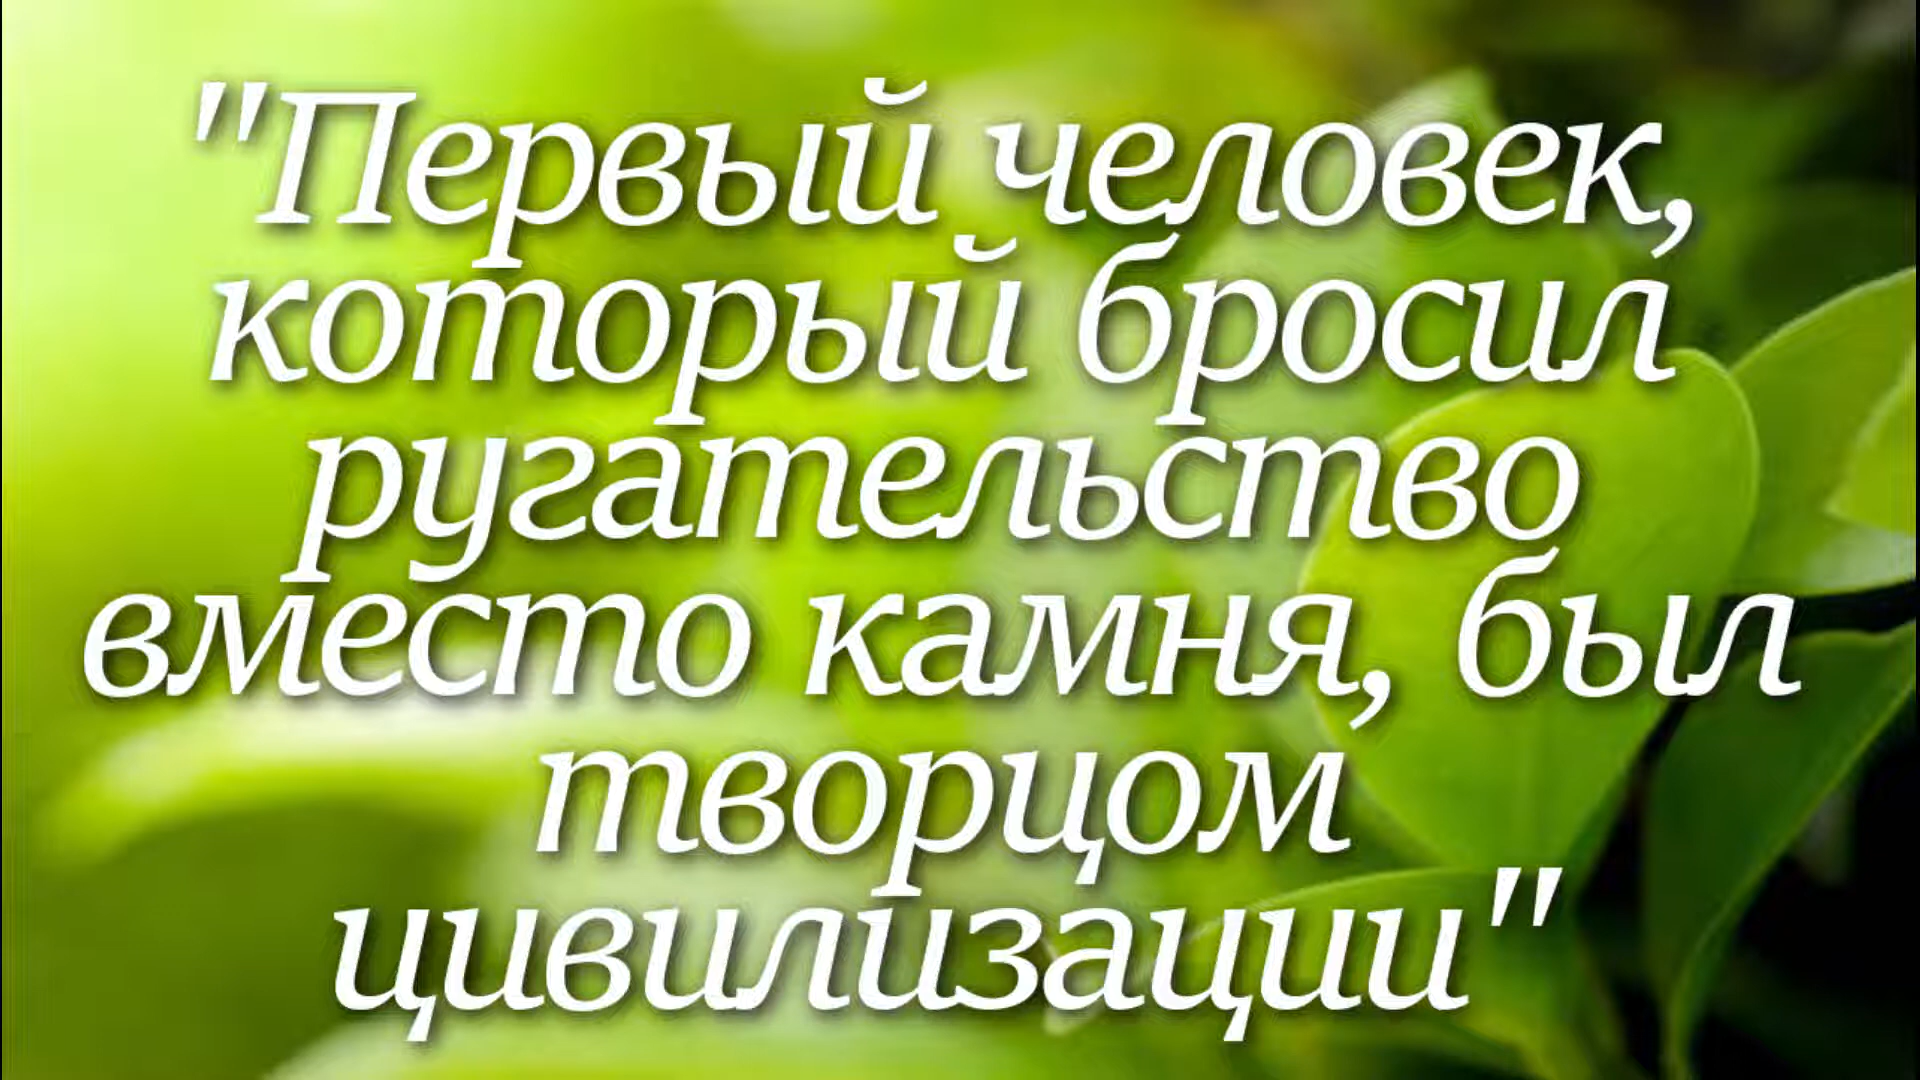 "Первый человек,
который бросил
ругательство
вместо камня, был
творцом
цивилизации"